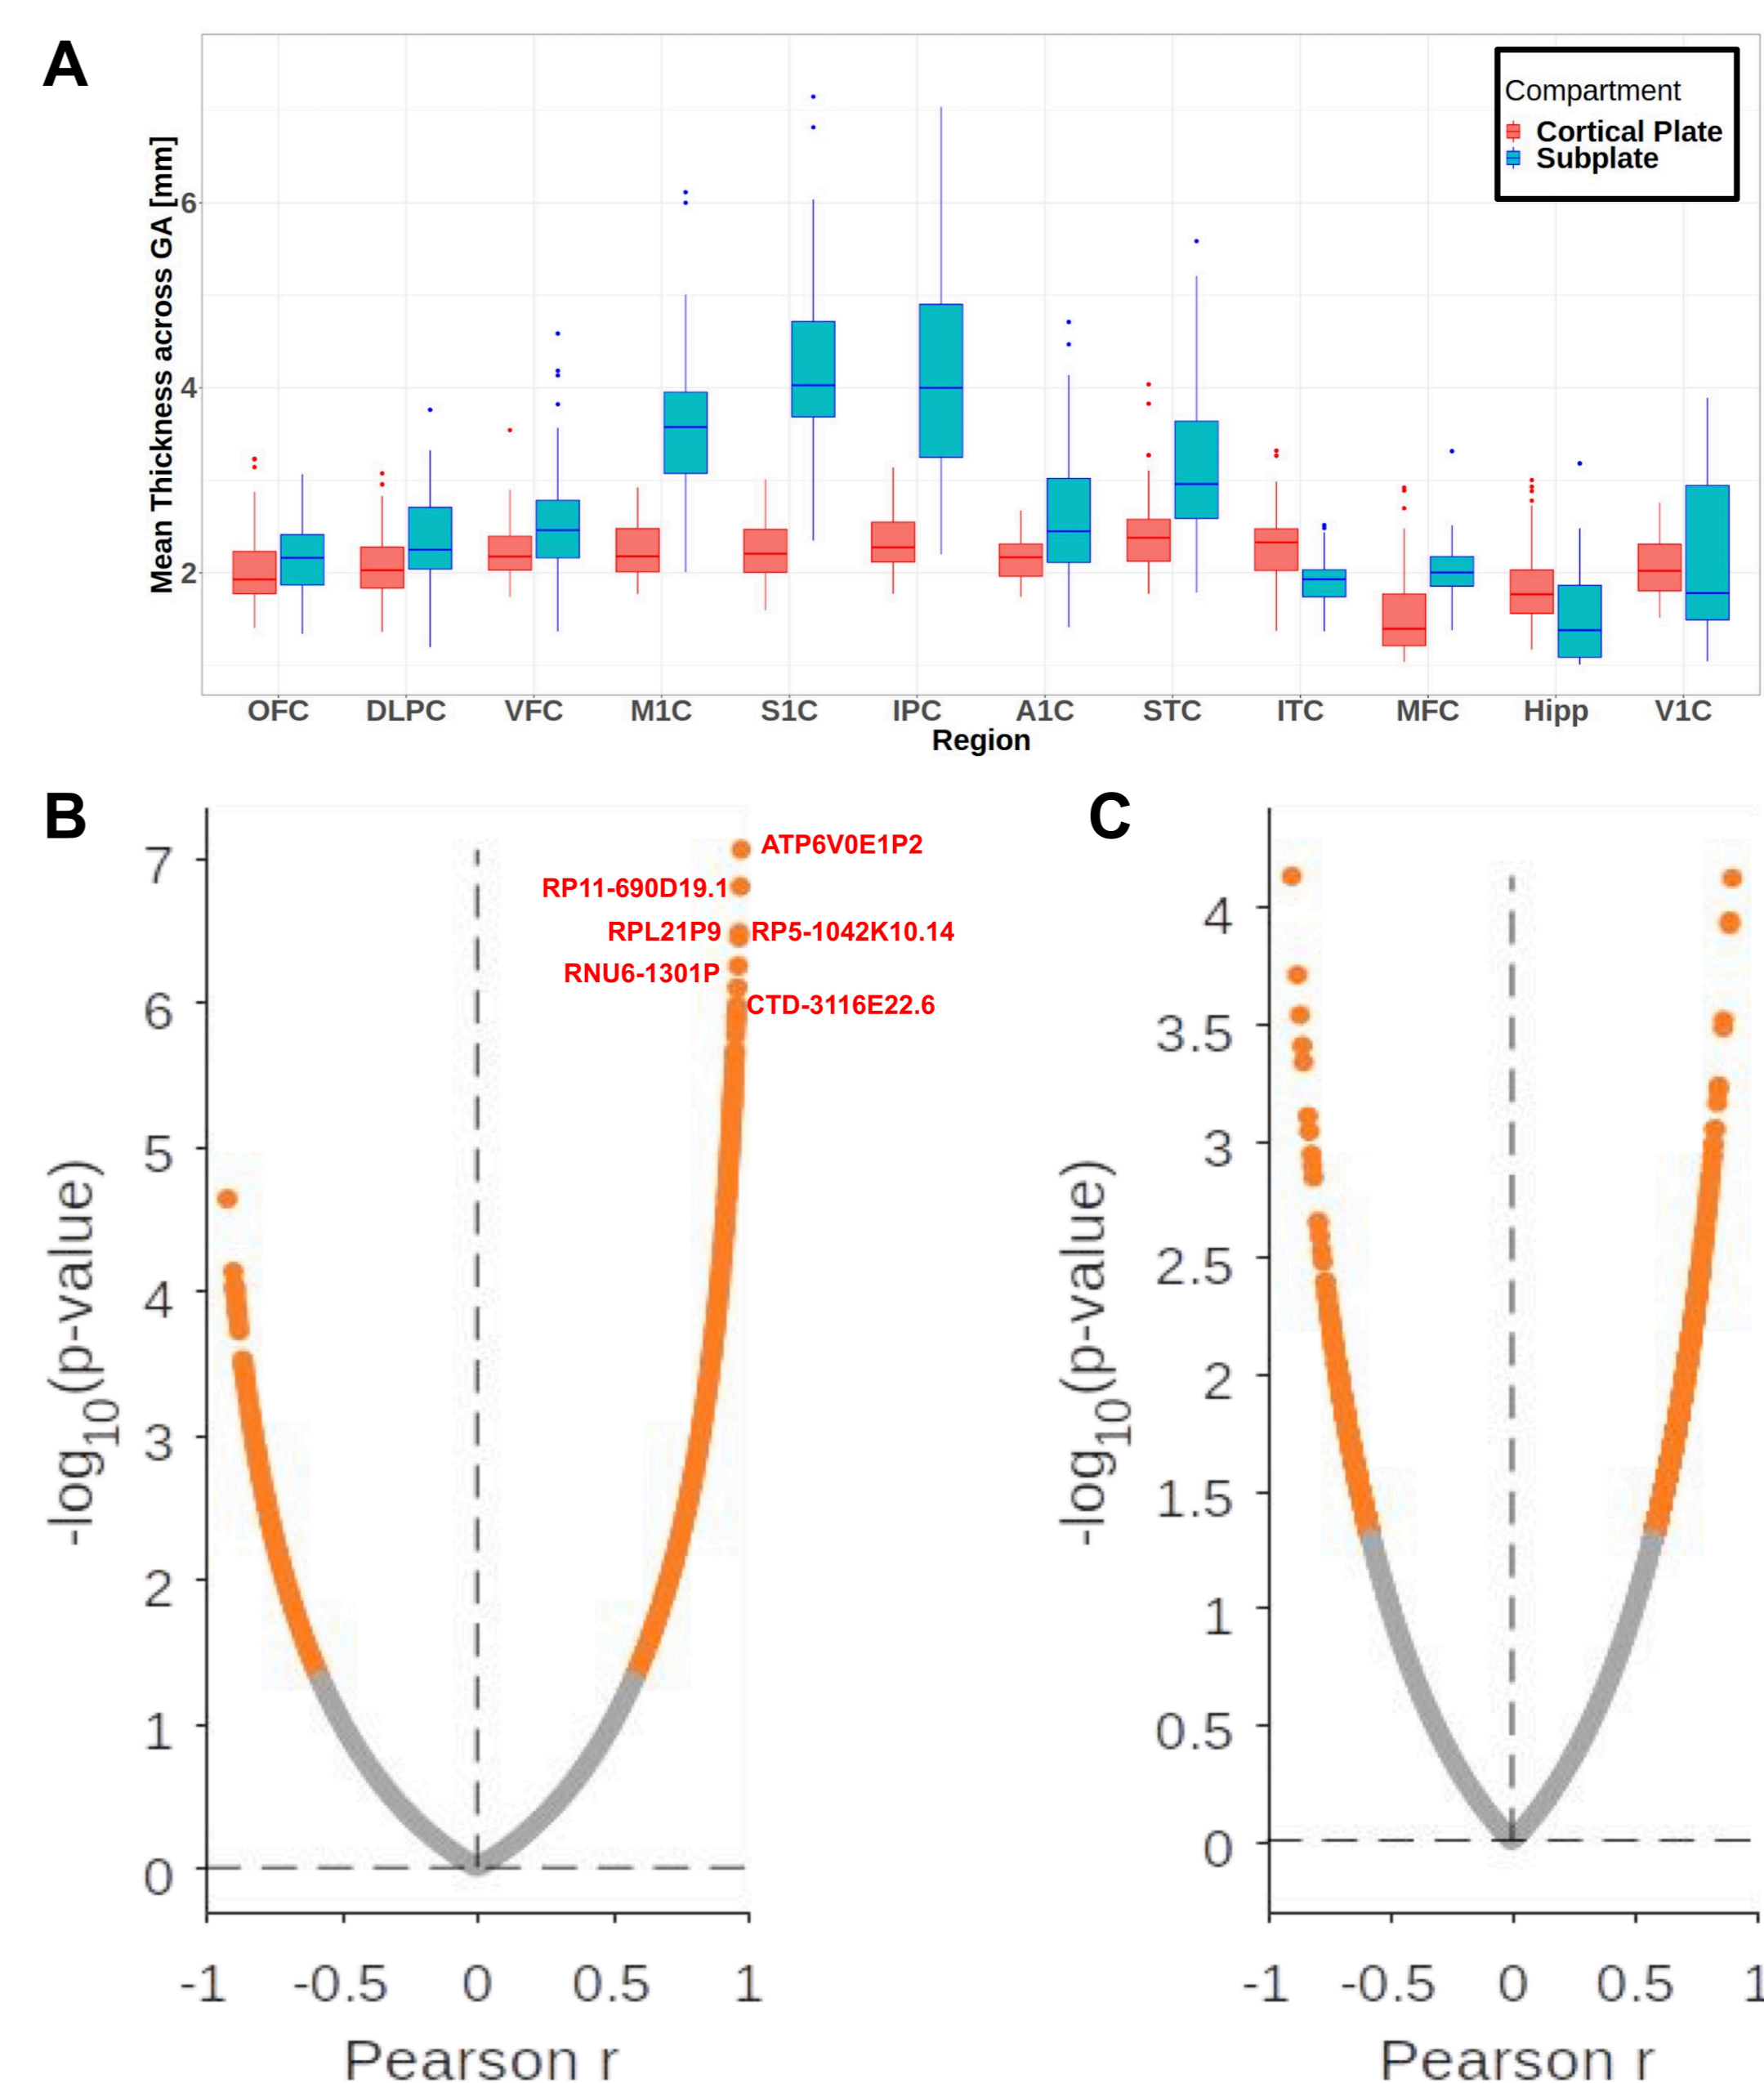 A
Mean Thickness across GA [mm]
6
4
2
Compartment
Cortical Plate
Subplate
OFC DLPC VFC M1C S1C IPC A1C STC ITC MFC Hipp V1C
Region
B
-log10(p-value)
7
6
5
4
3
2
1
0
ATP6V0E1P2
RP11-690D19.1
RPL21P9 RP5-1042K10.14
RNU6-1301P
CTD-3116E22.6
-1 -0.5 0 0.5 1
Pearson r
C
-log10(p-value)
4
3.5
3
2.5
2
1.5
1
0.5
0
-1 -0.5 0 0.5 1
Pearson r